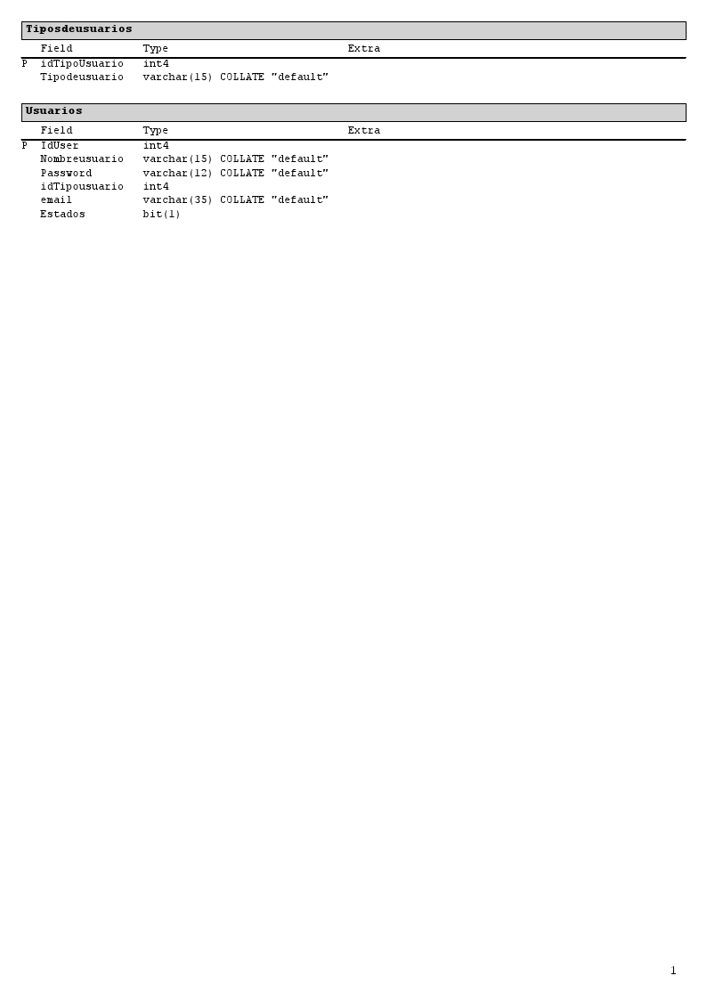 Tiposdeusuarios
Field Type Extra
P idTipoUsuario int4
Tipodeusuario varchar(15) COLLATE "default"
Usuarios
Field Type Extra
P IdUser int4
Nombreusuario varchar(15) COLLATE "default"
Password varchar(12) COLLATE "default"
idTipousuario int4
email varchar(35) COLLATE "default"
Estados bit(1)
1